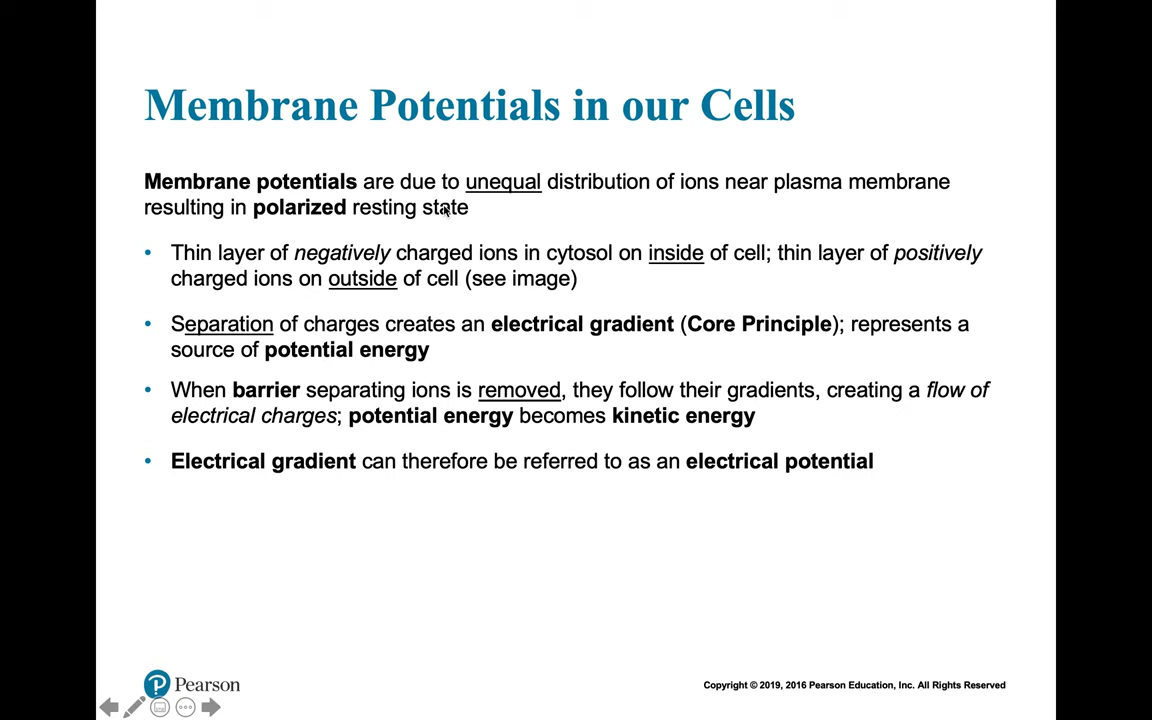 Membrane Potentials in our Cells
Membrane potentials are due to unequal distribution of ions near plasma membrane
resulting in polarized resting state
• Thin layer of negatively charged ions in cytosol on inside of cell; thin layer of positively
charged ions on outside of cell (see image)
• Separation of charges creates an electrical gradient (Core Principle); represents a
source of potential energy
• When barrier separating ions is removed, they follow their gradients, creating a flow of
electrical charges; potential energy becomes kinetic energy
• Electrical gradient can therefore be referred to as an electrical potential
P Pearson
Copyright © 2019, 2016 Pearson Education, Inc. All Rights Reserved